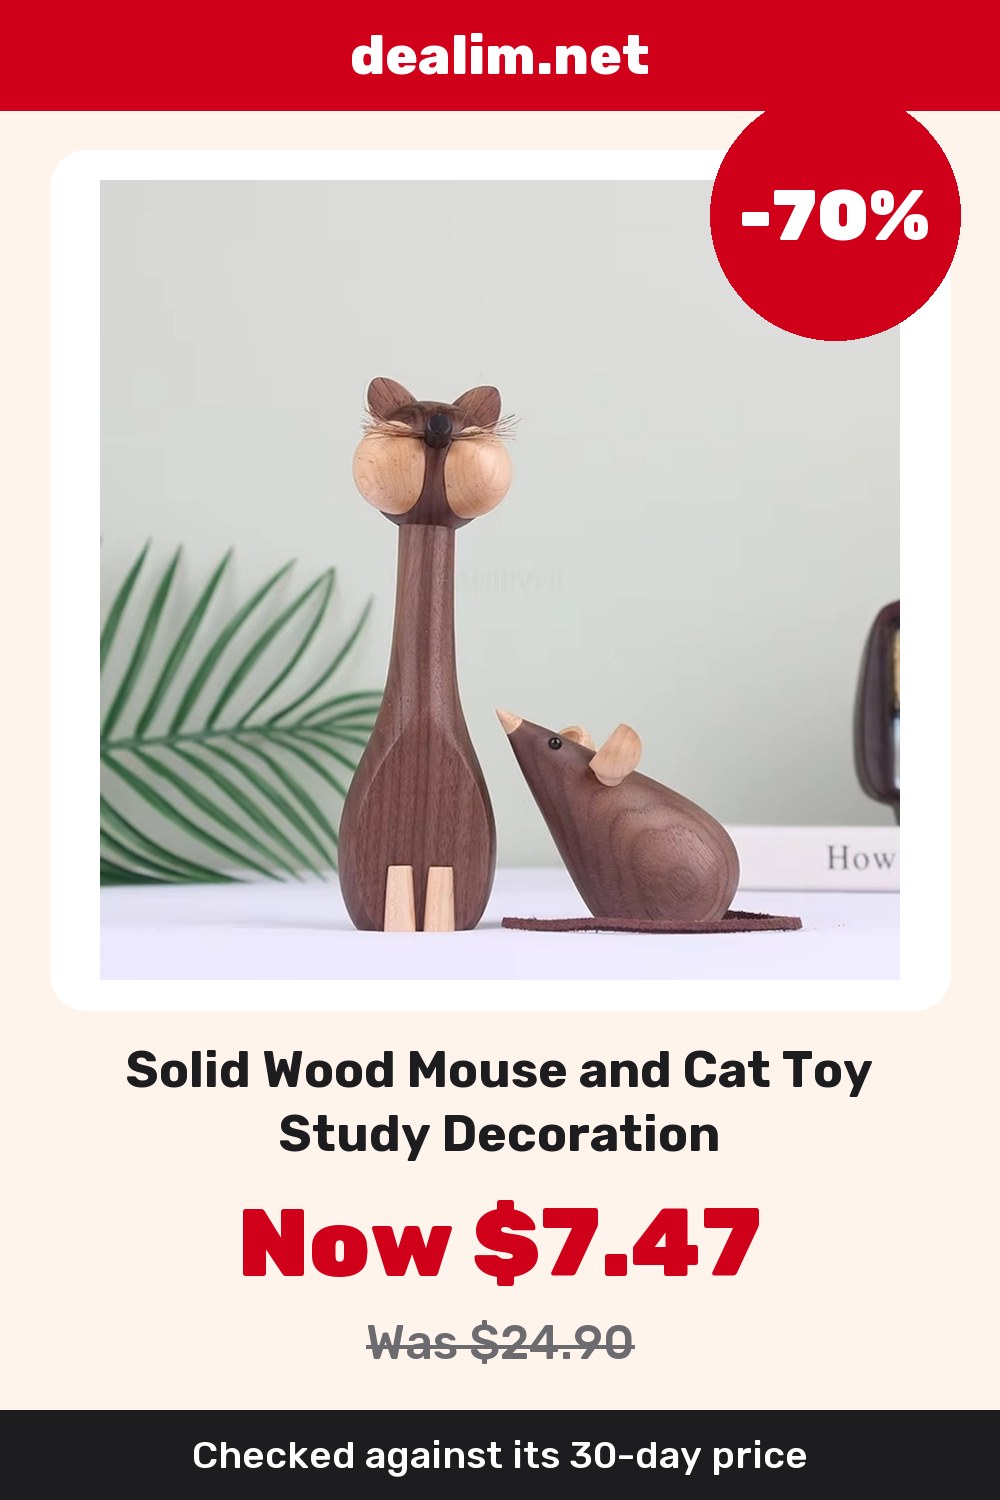 dealim.net
-70%
How
Solid Wood Mouse and Cat Toy
Study Decoration
Now $7.47
Was $24.90
Checked against its 30-day price